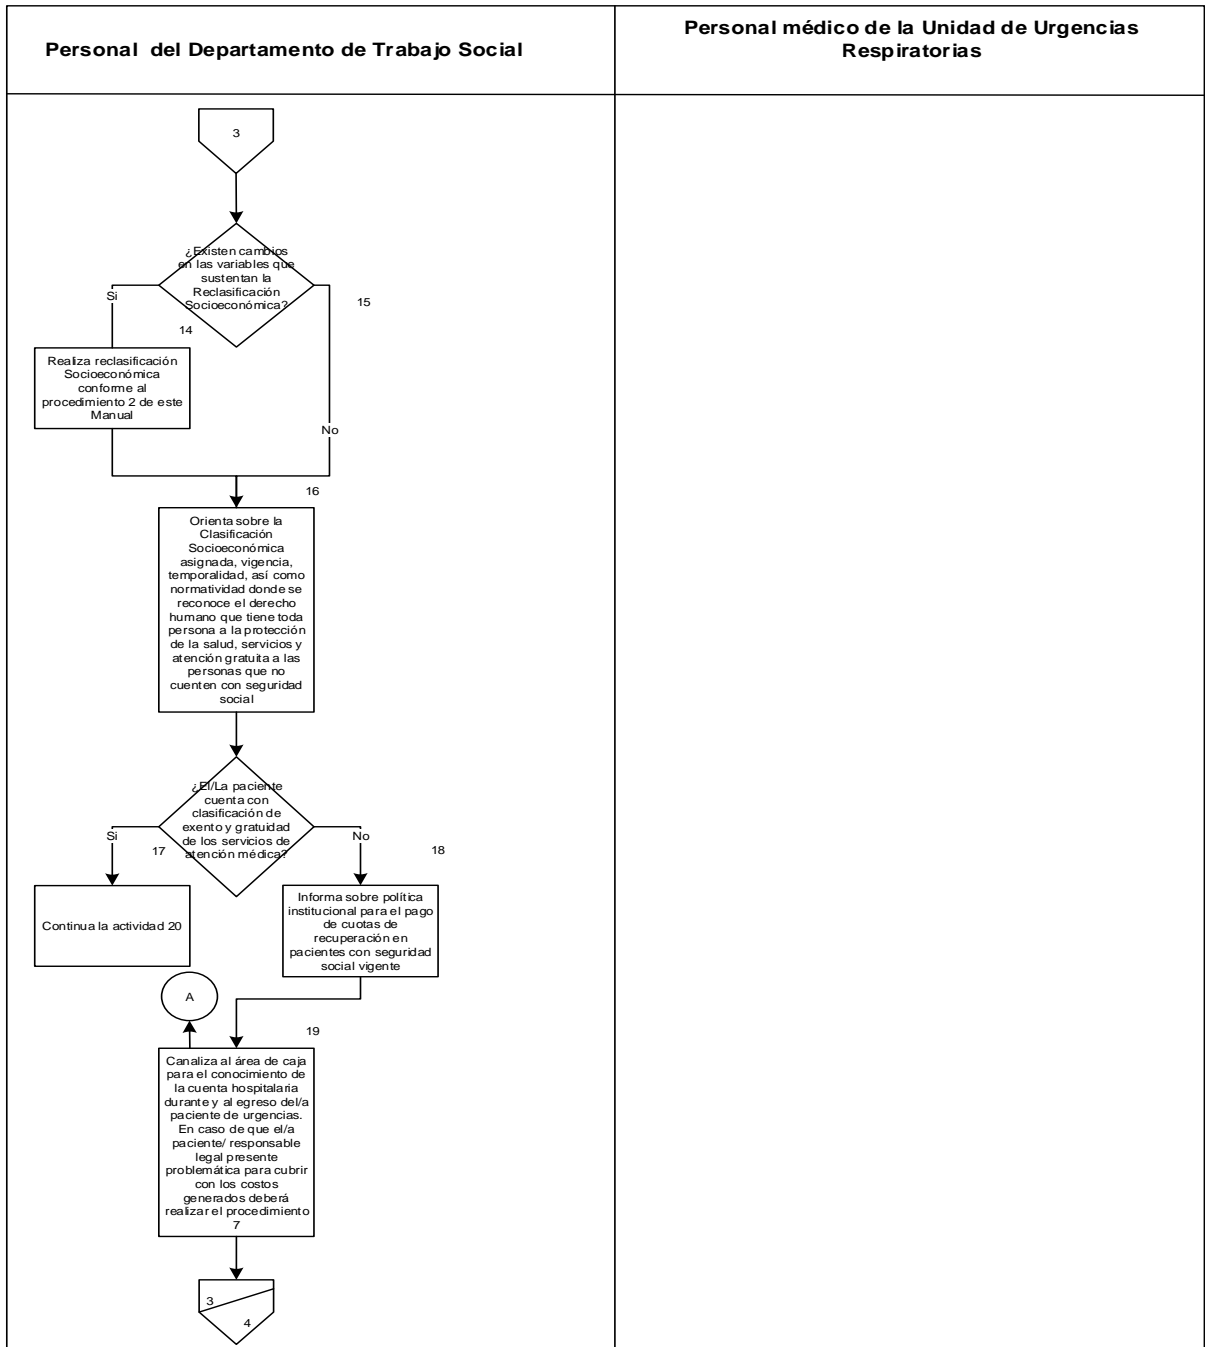 Personal del Departamento de Trabajo Social
Personal médico de la Unidad de Urgencias
Respiratorias
3
¿Existen cambios
en las variables que
sustentan la
Reclasificación
Socioeconómica?
Si
15
14
Realiza reclasificación
Socioeconómica
conforme al
procedimiento 2 de este
Manual
No
16
Orienta sobre la
Clasificación
Socioeconómica
asignada, vigencia,
temporalidad, así como
normatividad donde se
reconoce el derecho
humano que tiene toda
persona a la protección
de la salud, servicios y
atención gratuita a las
personas que no
cuenten con seguridad
social
¿El/La paciente
cuenta con
clasificación de
exento y gratuidad
de los servicios de
atención médica?
Si
No
17
18
Continua la actividad 20
Informa sobre política
institucional para el pago
de cuotas de
recuperación en
pacientes con seguridad
social vigente
A
19
Canaliza al área de caja
para el conocimiento de
la cuenta hospitalaria
durante y al egreso del/a
paciente de urgencias.
En caso de que el/a
paciente/ responsable
legal presente
problemática para cubrir
con los costos
generados deberá
realizar el procedimiento
7
3
4